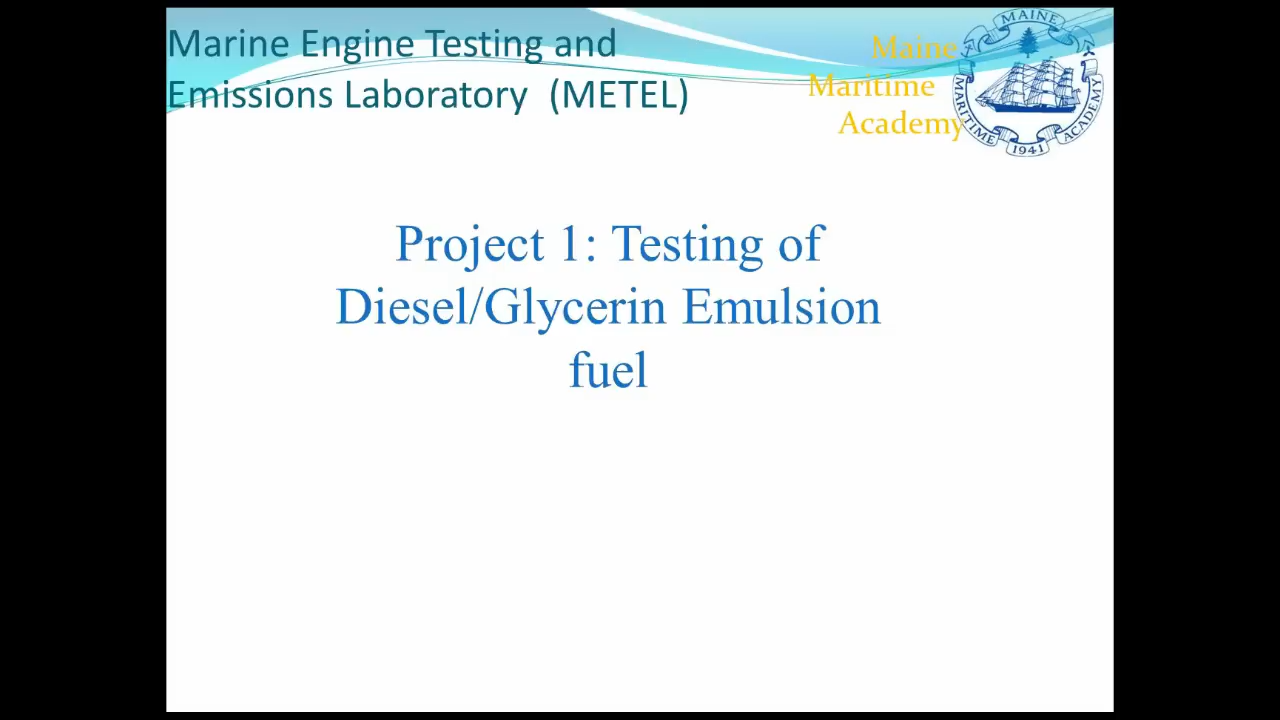 Marine Engine Testing and
Emissions Laboratory (METEL)
Maine
Maritime
Academy
MAINE
MARITIME
ACADEMY
1941
Project 1: Testing of
Diesel/Glycerin Emulsion
fuel